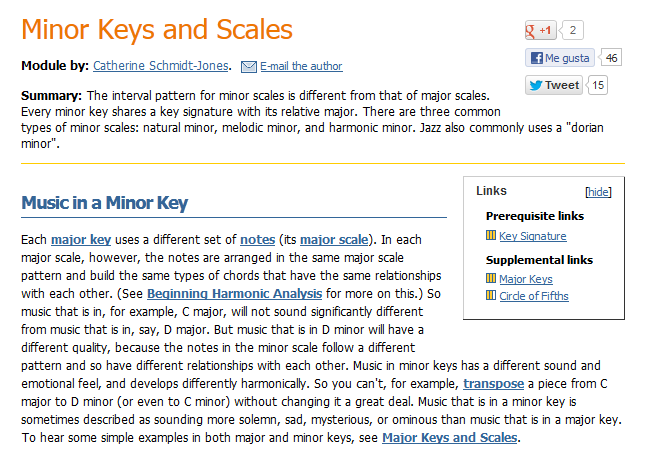 Minor Keys and Scales
g +1 2
Module by: Catherine Schmidt-Jones. E-mail the author
Me gusta 46
Tweet 15
Summary: The interval pattern for minor scales is different from that of major scales.
Every minor key shares a key signature with its relative major. There are three common
types of minor scales: natural minor, melodic minor, and harmonic minor. Jazz also commonly uses a "dorian
minor".
Music in a Minor Key
Links [hide]
Prerequisite links
Key Signature
Supplemental links
Major Keys
Circle of Fifths
Each major key uses a different set of notes (its major scale). In each
major scale, however, the notes are arranged in the same major scale
pattern and build the same types of chords that have the same relationships
with each other. (See Beginning Harmonic Analysis for more on this.) So
music that is in, for example, C major, will not sound significantly different
from music that is in, say, D major. But music that is in D minor will have a
different quality, because the notes in the minor scale follow a different
pattern and so have different relationships with each other. Music in minor keys has a different sound and
emotional feel, and develops differently harmonically. So you can't, for example, transpose a piece from C
major to D minor (or even to C minor) without changing it a great deal. Music that is in a minor key is
sometimes described as sounding more solemn, sad, mysterious, or ominous than music that is in a major key.
To hear some simple examples in both major and minor keys, see Major Keys and Scales.